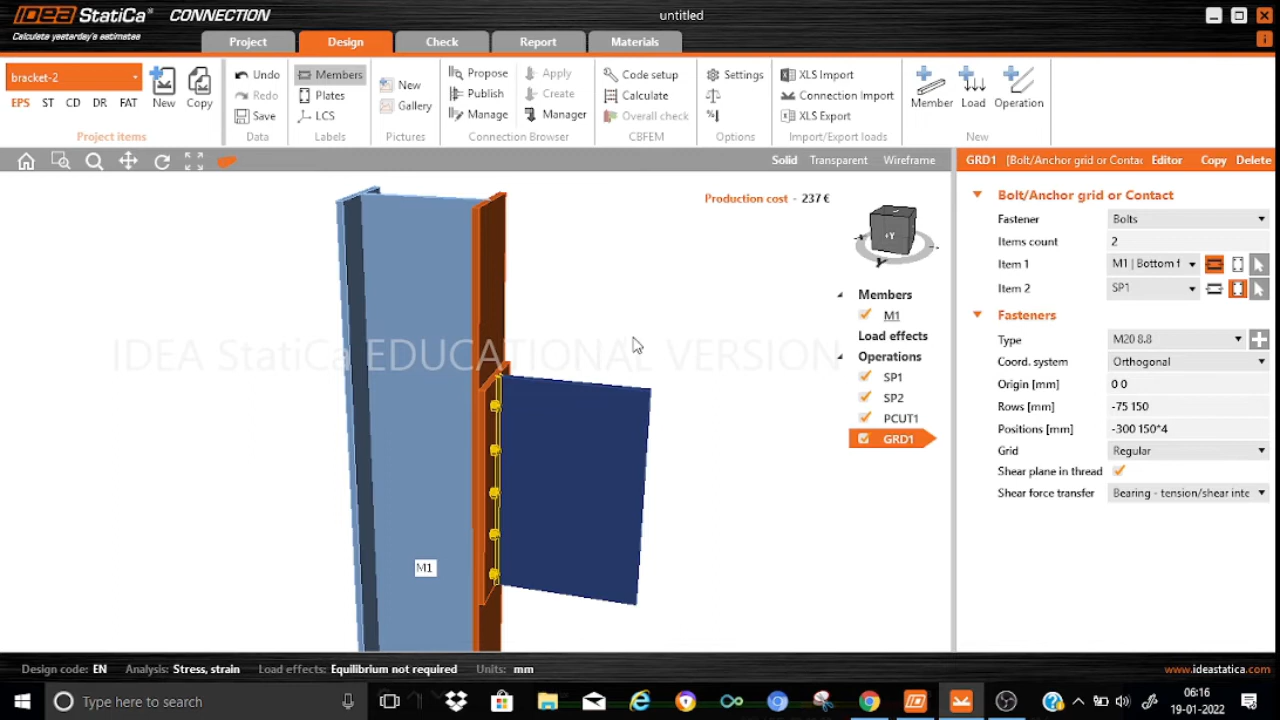 IDEA StatiCa® CONNECTION
Calculate yesterday's estimates
untitled
Project Design Check Report Materials
bracket-2
EPS ST CD DR FAT
New Copy
Project items
Undo
Redo
Save
Data
Members
Plates
LCS
Labels
New
Gallery
Pictures
Propose
Publish
Manage
Apply
Create
Manager
Connection Browser
Code setup
Calculate
Overall check
CBFEM
Settings
Options
XLS Import
Connection Import
XLS Export
Import/Export loads
Member Load Operation
New
Solid Transparent Wireframe
GRD1 [Bolt/Anchor grid or Contac Editor Copy Delete
Production cost - 237 €
+Y
Y
Members
M1
Load effects
Operations
SP1
SP2
PCUT1
GRD1
IDEA StatiCa EDUCATIONAL VERSION
M1
Bolt/Anchor grid or Contact
Fastener Bolts
Items count 2
Item 1 M1 | Bottom f
Item 2 SP1
Fasteners
Type M20 8.8
Coord. system Orthogonal
Origin [mm] 0 0
Rows [mm] -75 150
Positions [mm] -300 150*4
Grid Regular
Shear plane in thread
Shear force transfer Bearing - tension/shear inte
Design code: EN Analysis: Stress, strain Load effects: Equilibrium not required Units: mm
www.ideastatica.com
Type here to search
06:16
19-01-2022